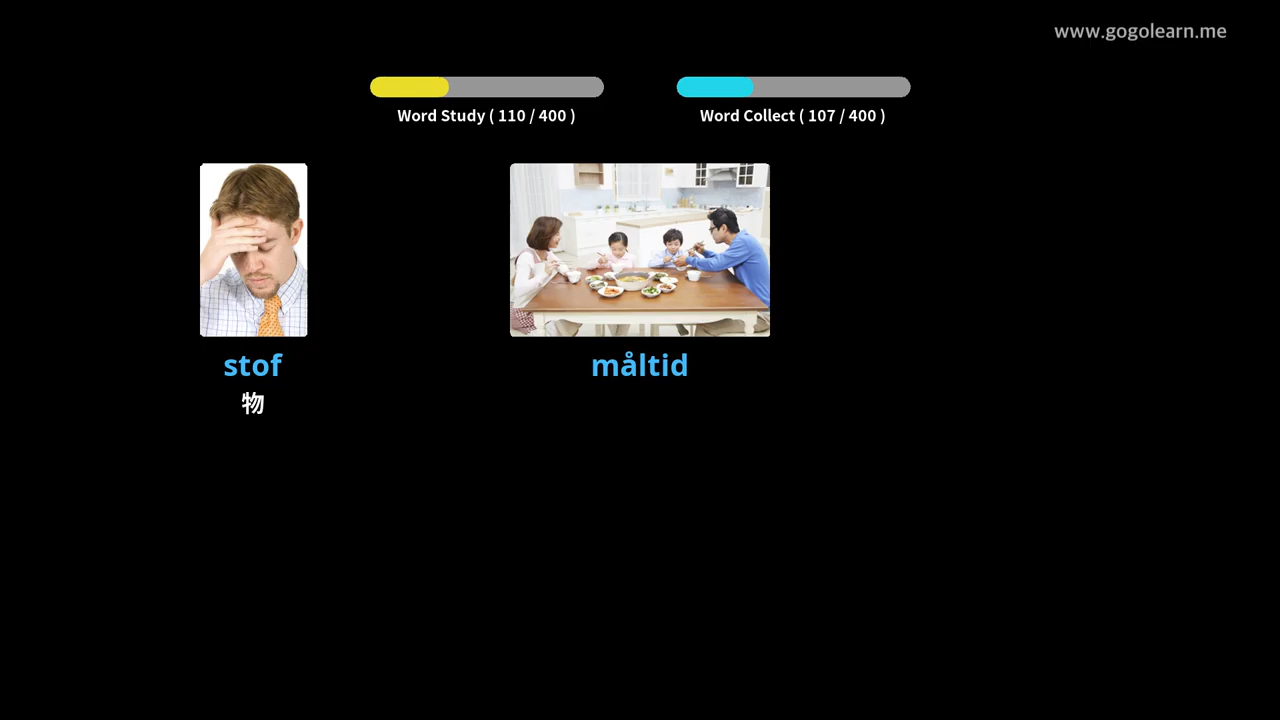 www.gogolearn.me
Word Study ( 110 / 400 )
Word Collect ( 107 / 400 )
stof
måltid
物